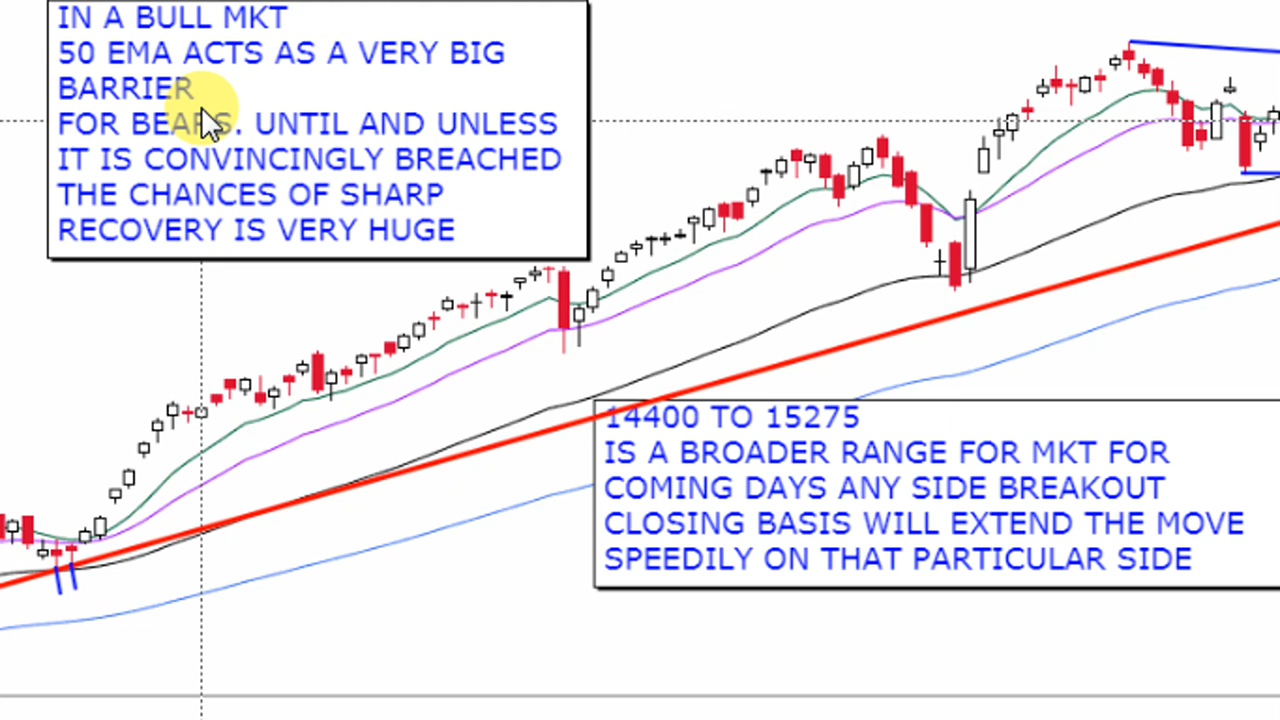 IN A BULL MKT
50 EMA ACTS AS A VERY BIG
BARRIER
FOR BEARS. UNTIL AND UNLESS
IT IS CONVINCINGLY BREACHED
THE CHANCES OF SHARP
RECOVERY IS VERY HUGE
14400 TO 15275
IS A BROADER RANGE FOR MKT FOR
COMING DAYS ANY SIDE BREAKOUT
CLOSING BASIS WILL EXTEND THE MOVE
SPEEDILY ON THAT PARTICULAR SIDE